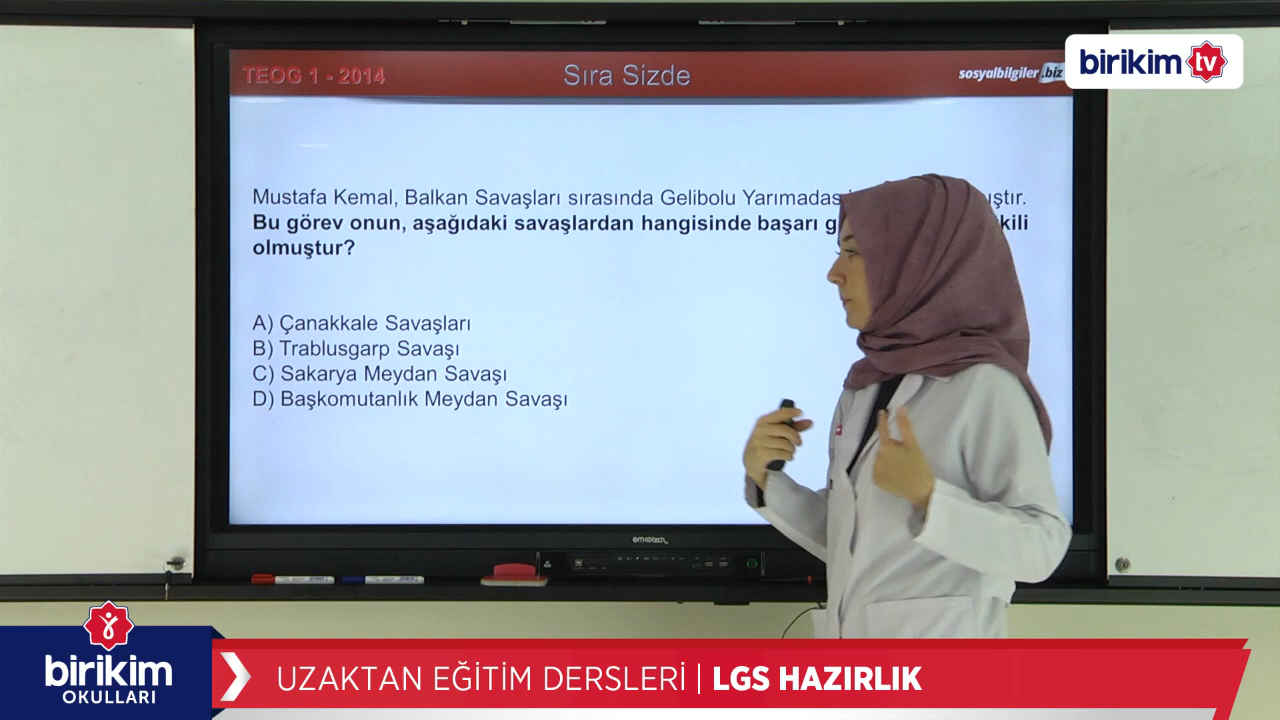 TEOG 1 - 2014
Sıra Sizde
sosyalbilgiler.biz
birikim tv
Mustafa Kemal, Balkan Savaşları sırasında Gelibolu
Bu görev onun, aşağıdaki savaşlardan hangisinde başarı
olmuştur?
A) Çanakkale Savaşları
B) Trablusgarp Savaşı
C) Sakarya Meydan Savaşı
D) Başkomutanlık Meydan Savaşı
birikim
OKULLARI
UZAKTAN EĞİTİM DERSLERİ | LGS HAZIRLIK